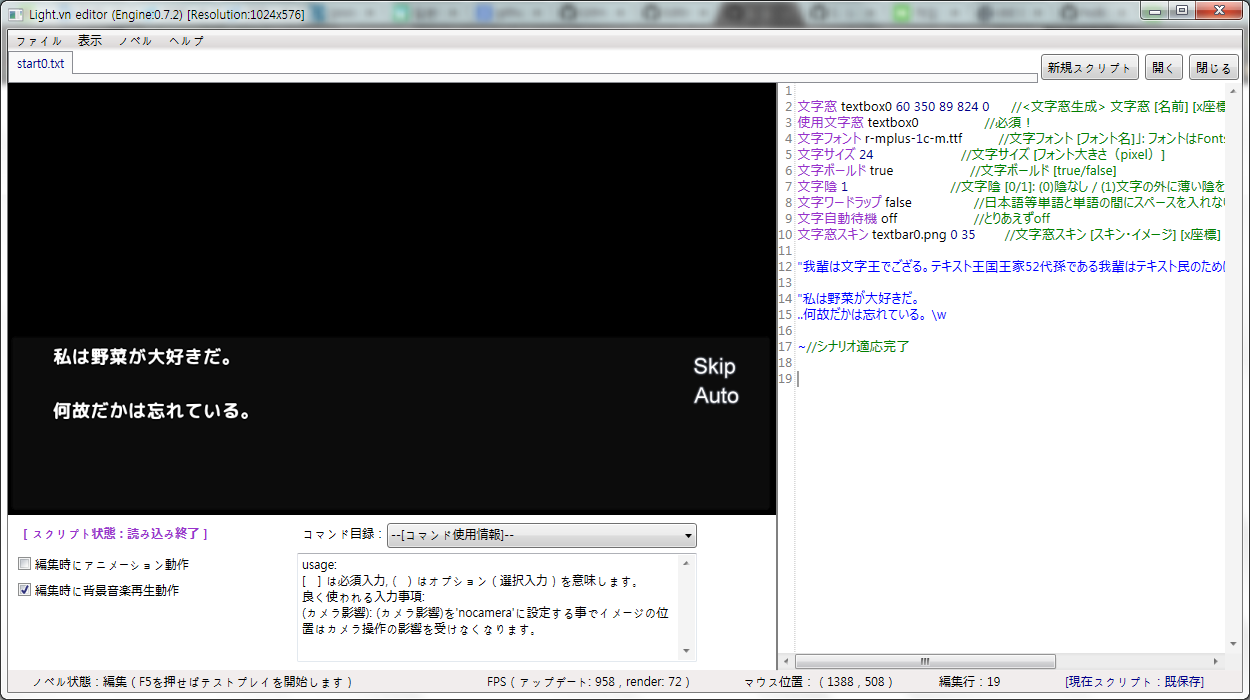 Light.vn editor (Engine:0.7.2) [Resolution:1024x576]
ファイル 表示 ノベル ヘルプ
start0.txt
新規スクリプト 開く 閉じる
私は野菜が大好きだ。
何故だかは忘れている。
Skip
Auto
1
2 文字窓 textbox0 60 350 89 824 0 //<文字窓生成> 文字窓 [名前] [x座標
3 使用文字窓 textbox0 //必須！
4 文字フォント r-mplus-1c-m.ttf //文字フォント [フォント名]｣: フォントはFonts
5 文字サイズ 24 //文字サイズ [フォント大きさ（pixel）]
6 文字ボールド true //文字ボールド [true/false]
7 文字陰 1 //文字陰 [0/1]: (0)陰なし / (1)文字の外に薄い陰を
8 文字ワードラップ false //日本語等単語と単語の間にスペースを入れない
9 文字自動待機 off //とりあえずoff
10 文字窓スキン textbar0.png 0 35 //文字窓スキン [スキン・イメージ] [x座標]
11
12 "我輩は文字王でござる。テキスト王国王家52代孫である我輩はテキスト民のために
13
14 "私は野菜が大好きだ。
15 ..何故だかは忘れている。\w
16
17 ~//シナリオ適応完了
18
19
[ スクリプト状態 : 読み込み終了 ]
編集時にアニメーション動作
編集時に背景音楽再生動作
コマンド目録 : --[コマンド使用情報]--
usage:
[ ] は必須入力, ( ) はオプション ( 選択入力 ) を意味します。
良く使われる入力事項:
(カメラ影響): (カメラ影響)を'nocamera'に設定する事でイメージの位
置はカメラ操作の影響を受けなくなります。
ノベル状態 : 編集 ( F5を押せばテストプレイを開始します ) FPS ( アップデート: 958 , render: 72 ) マウス位置 : ( 1388 , 508 ) 編集行 : 19 [現在スクリプト : 既保存]